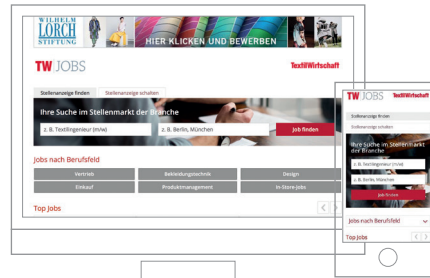 WILHELM
LORCH
STIFTUNG
HIER KLICKEN UND BEWERBEN
TW JOBS
TextilWirtschaft
Stellenanzeige finden
Stellenanzeige schalten
Ihre Suche im Stellenmarkt der Branche
z. B. Textilingenieur (m/w)
z. B. Berlin, München
Job finden
Jobs nach Berufsfeld
Vertrieb
Bekleidungstechnik
Design
Einkauf
Produktmanagement
In-Store-Jobs
Top Jobs
TW JOBS
TextilWirtschaft
Stellenanzeige finden
Stellenanzeige schalten
Ihre Suche im Stellenmarkt
der Branche
z. B. Textilingenieur (m/w)
z. B. Berlin, München
Job finden
Jobs nach Berufsfeld
Top Jobs